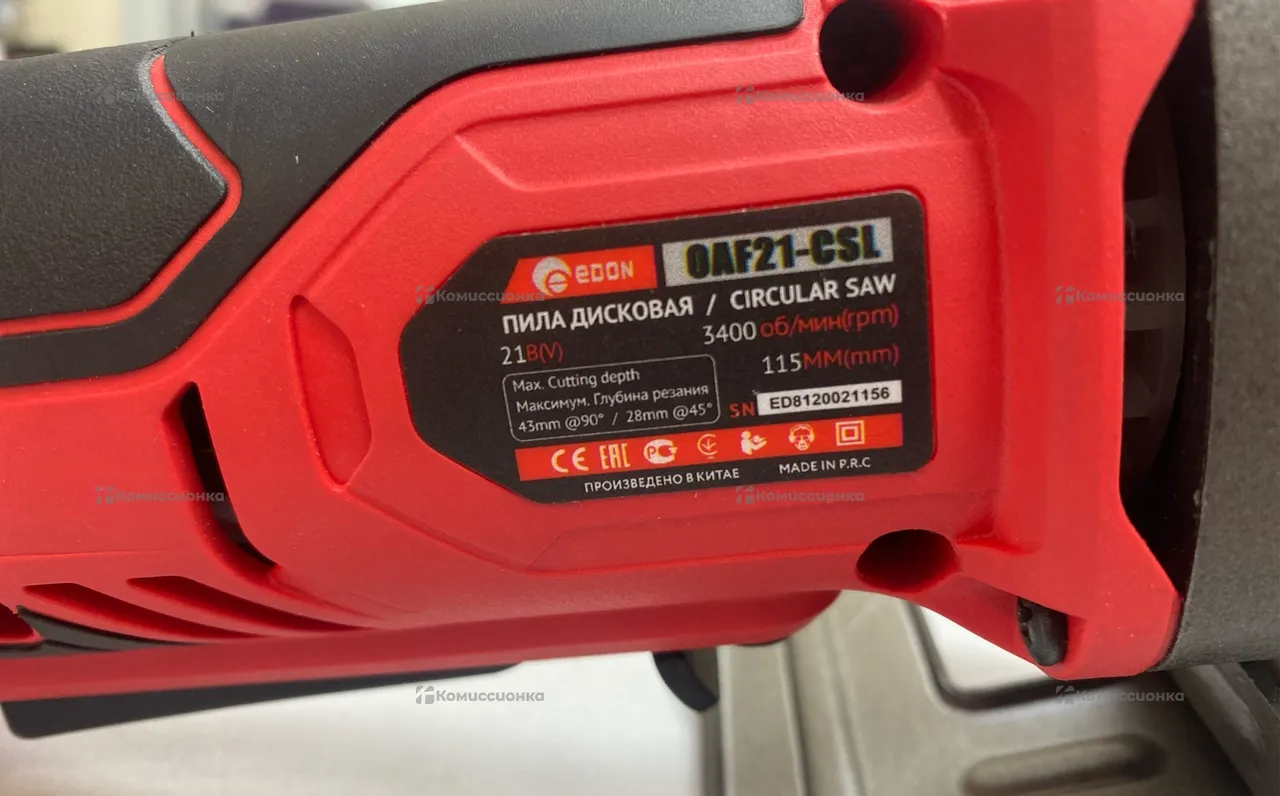 eDON OAF21-CSL
ПИЛА ДИСКОВАЯ / CIRCULAR SAW
21В(V) 3400 об/мин(rpm)
115ММ(mm)
Max. Cutting depth
Максимум. Глубина резания
43mm @90° / 28mm @45°
SN ED8120021156
CE EAC PC
ПРОИЗВЕДЕНО В КИТАЕ MADE IN P.R.C
Комиссионка
Комиссионка
Комиссионка
Комиссионка
Комиссионка
Комиссионка
Комиссионка
Комиссионка